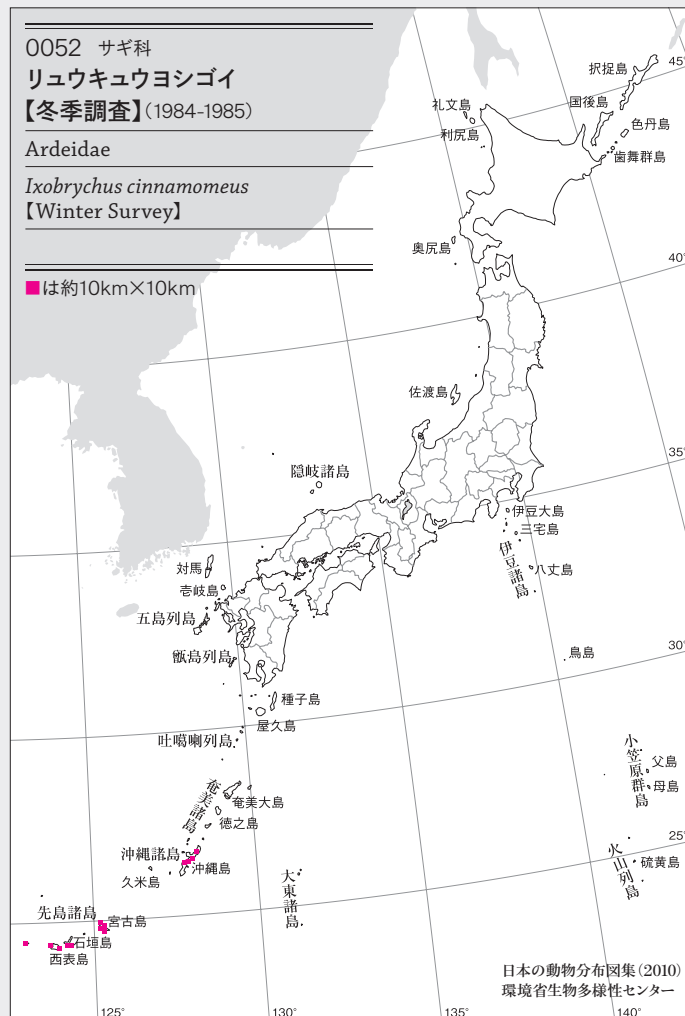 0052 サギ科
リュウキュウヨシゴイ
【冬季調査】(1984-1985)
Ardeidae
Ixobrychus cinnamomeus
【Winter Survey】
■は約10km×10km
択捉島
45°
国後島
礼文島
色丹島
利尻島
歯舞群島
奥尻島
40°
佐渡島
35°
隠岐諸島
伊豆大島
三宅島
伊豆諸島
八丈島
対馬
壱岐島
五島列島
甑島列島
鳥島
30°
種子島
屋久島
吐噶喇列島
小笠原群島
父島
母島
奄美諸島
奄美大島
徳之島
25°
沖縄諸島
沖縄島
久米島
大東諸島
火山列島
硫黄島
先島諸島
宮古島
石垣島
西表島
日本の動物分布図集(2010)
環境省生物多様性センター
125°
130°
135°
140°